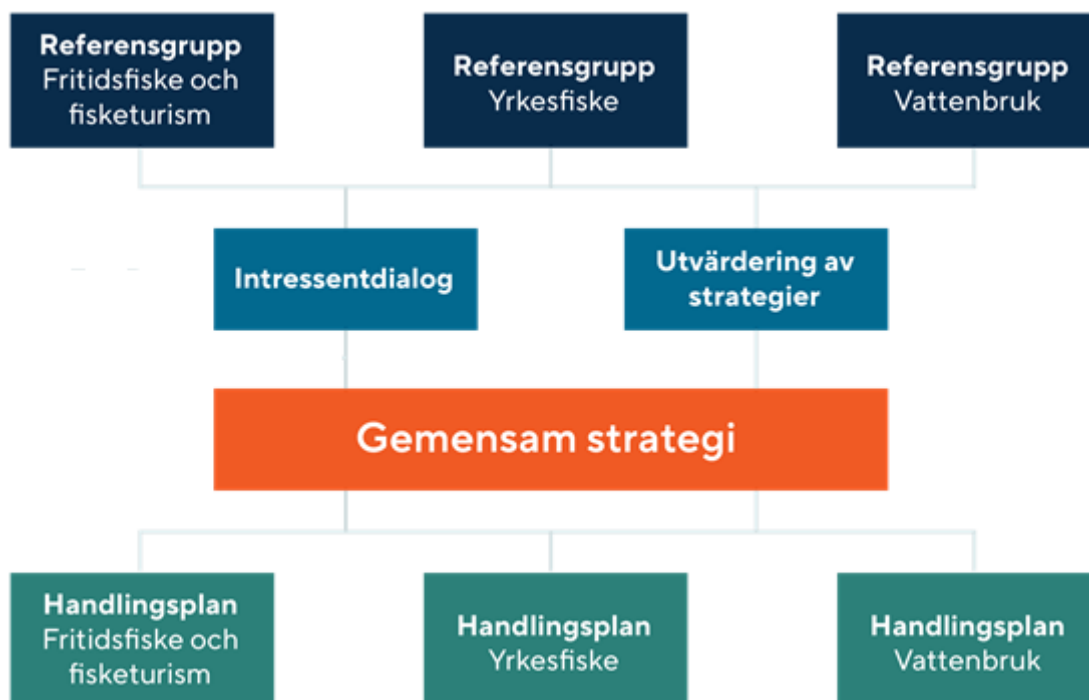 Referensgrupp
Fritidsfiske och
fisketurism
Referensgrupp
Yrkesfiske
Referensgrupp
Vattenbruk
Intressentdialog
Utvärdering av
strategier
Gemensam strategi
Handlingsplan
Fritidsfiske och
fisketurism
Handlingsplan
Yrkesfiske
Handlingsplan
Vattenbruk